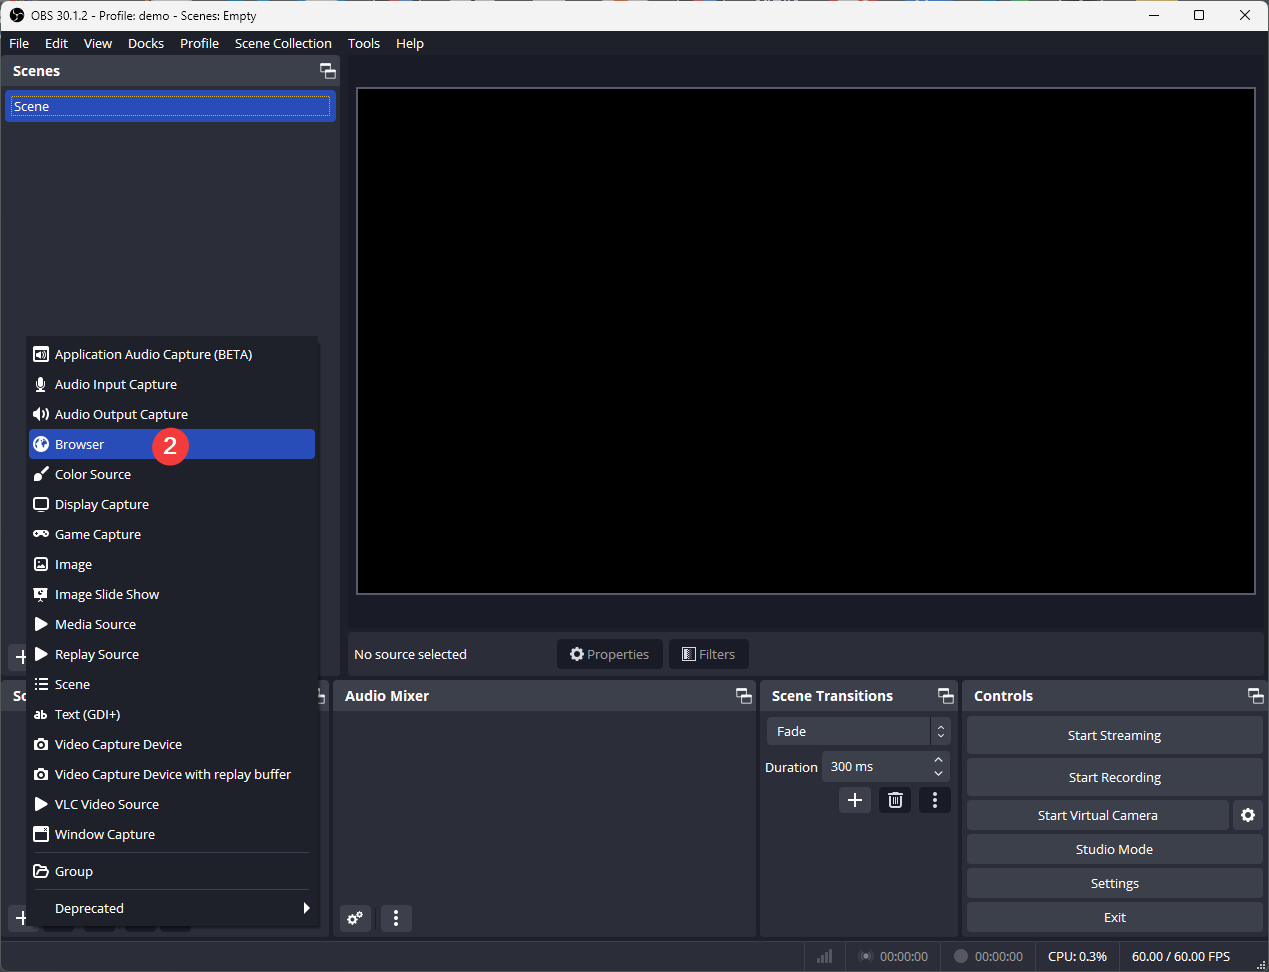 OBS 30.1.2 - Profile: demo - Scenes: Empty
File Edit View Docks Profile Scene Collection Tools Help
Scenes
Scene
Application Audio Capture (BETA)
Audio Input Capture
Audio Output Capture
Browser 2
Color Source
Display Capture
Game Capture
Image
Image Slide Show
Media Source
Replay Source
Scene
ab Text (GDI+)
Video Capture Device
Video Capture Device with replay buffer
VLC Video Source
Window Capture
Group
Deprecated
No source selected Properties Filters
Audio Mixer
Scene Transitions
Fade
Duration 300 ms
Controls
Start Streaming
Start Recording
Start Virtual Camera
Studio Mode
Settings
Exit
00:00:00 00:00:00 CPU: 0.3% 60.00 / 60.00 FPS